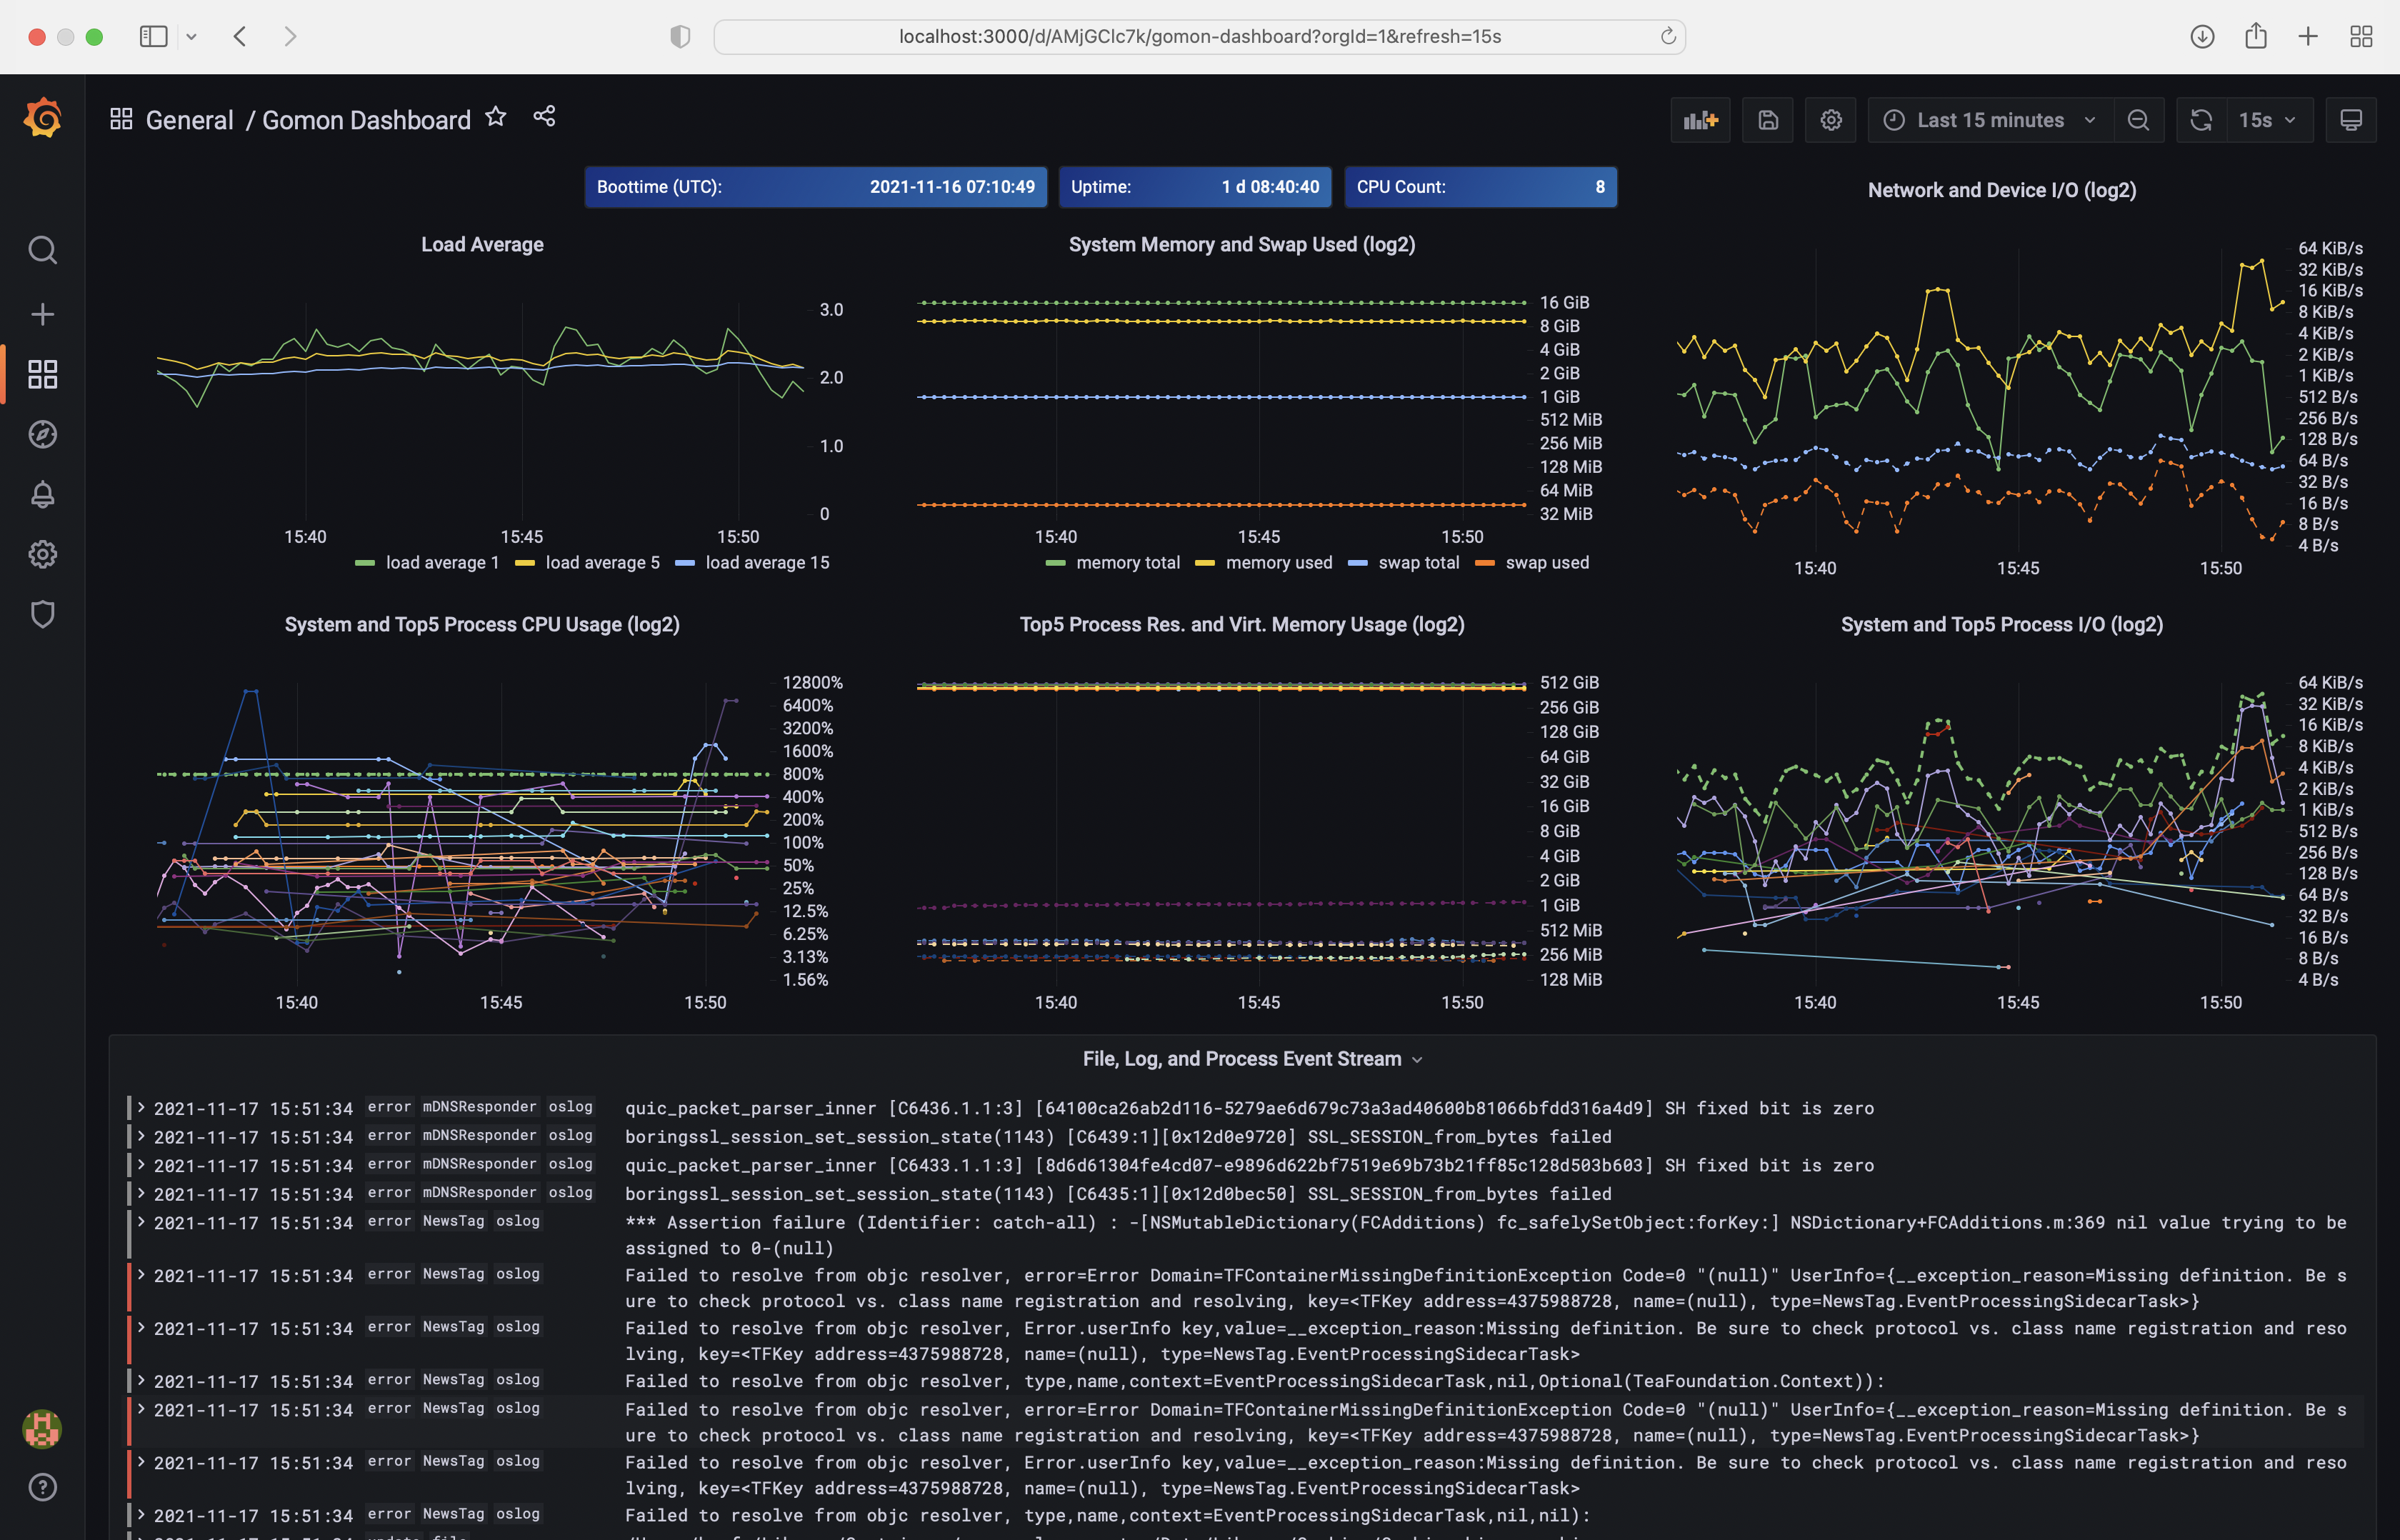 localhost:3000/d/AMjGClc7k/gomon-dashboard?orgId=1&refresh=15s
General / Gomon Dashboard
Last 15 minutes
15s
Boottime (UTC): 2021-11-16 07:10:49
Uptime: 1 d 08:40:40
CPU Count: 8
Load Average
3.0
2.0
1.0
0
15:40 15:45 15:50
load average 1 load average 5 load average 15
System Memory and Swap Used (log2)
16 GiB
8 GiB
4 GiB
2 GiB
1 GiB
512 MiB
256 MiB
128 MiB
64 MiB
32 MiB
15:40 15:45 15:50
memory total memory used swap total swap used
Network and Device I/O (log2)
64 KiB/s
32 KiB/s
16 KiB/s
8 KiB/s
4 KiB/s
2 KiB/s
1 KiB/s
512 B/s
256 B/s
128 B/s
64 B/s
32 B/s
16 B/s
8 B/s
4 B/s
15:40 15:45 15:50
System and Top5 Process CPU Usage (log2)
12800%
6400%
3200%
1600%
800%
400%
200%
100%
50%
25%
12.5%
6.25%
3.13%
1.56%
15:40 15:45 15:50
Top5 Process Res. and Virt. Memory Usage (log2)
512 GiB
256 GiB
128 GiB
64 GiB
32 GiB
16 GiB
8 GiB
4 GiB
2 GiB
1 GiB
512 MiB
256 MiB
128 MiB
15:40 15:45 15:50
System and Top5 Process I/O (log2)
64 KiB/s
32 KiB/s
16 KiB/s
8 KiB/s
4 KiB/s
2 KiB/s
1 KiB/s
512 B/s
256 B/s
128 B/s
64 B/s
32 B/s
16 B/s
8 B/s
4 B/s
15:40 15:45 15:50
File, Log, and Process Event Stream
2021-11-17 15:51:34 error mDNSResponder oslog quic_packet_parser_inner [C6436.1.1:3] [64100ca26ab2d116-5279ae6d679c73a3ad40600b81066bfdd316a4d9] SH fixed bit is zero
2021-11-17 15:51:34 error mDNSResponder oslog boringssl_session_set_session_state(1143) [C6439:1][0x12d0e9720] SSL_SESSION_from_bytes failed
2021-11-17 15:51:34 error mDNSResponder oslog quic_packet_parser_inner [C6433.1.1:3] [8d6d61304fe4cd07-e9896d622bf7519e69b73b21ff85c128d503b603] SH fixed bit is zero
2021-11-17 15:51:34 error mDNSResponder oslog boringssl_session_set_session_state(1143) [C6435:1][0x12d0bec50] SSL_SESSION_from_bytes failed
2021-11-17 15:51:34 error NewsTag oslog *** Assertion failure (Identifier: catch-all) : -[NSMutableDictionary(FCAdditions) fc_safelySetObject:forKey:] NSDictionary+FCAdditions.m:369 nil value trying to be
assigned to 0-(null)
2021-11-17 15:51:34 error NewsTag oslog Failed to resolve from objc resolver, error=Error Domain=TFContainerMissingDefinitionException Code=0 "(null)" UserInfo={__exception_reason=Missing definition. Be s
ure to check protocol vs. class name registration and resolving, key=<TFKey address=4375988728, name=(null), type=NewsTag.EventProcessingSidecarTask>}
2021-11-17 15:51:34 error NewsTag oslog Failed to resolve from objc resolver, Error.userInfo key,value=__exception_reason:Missing definition. Be sure to check protocol vs. class name registration and reso
lving, key=<TFKey address=4375988728, name=(null), type=NewsTag.EventProcessingSidecarTask>
2021-11-17 15:51:34 error NewsTag oslog Failed to resolve from objc resolver, type,name,context=EventProcessingSidecarTask,nil,Optional(TeaFoundation.Context)):
2021-11-17 15:51:34 error NewsTag oslog Failed to resolve from objc resolver, error=Error Domain=TFContainerMissingDefinitionException Code=0 "(null)" UserInfo={__exception_reason=Missing definition. Be s
ure to check protocol vs. class name registration and resolving, key=<TFKey address=4375988728, name=(null), type=NewsTag.EventProcessingSidecarTask>}
2021-11-17 15:51:34 error NewsTag oslog Failed to resolve from objc resolver, Error.userInfo key,value=__exception_reason:Missing definition. Be sure to check protocol vs. class name registration and reso
lving, key=<TFKey address=4375988728, name=(null), type=NewsTag.EventProcessingSidecarTask>
2021-11-17 15:51:34 error NewsTag oslog Failed to resolve from objc resolver, type,name,context=EventProcessingSidecarTask,nil,nil):